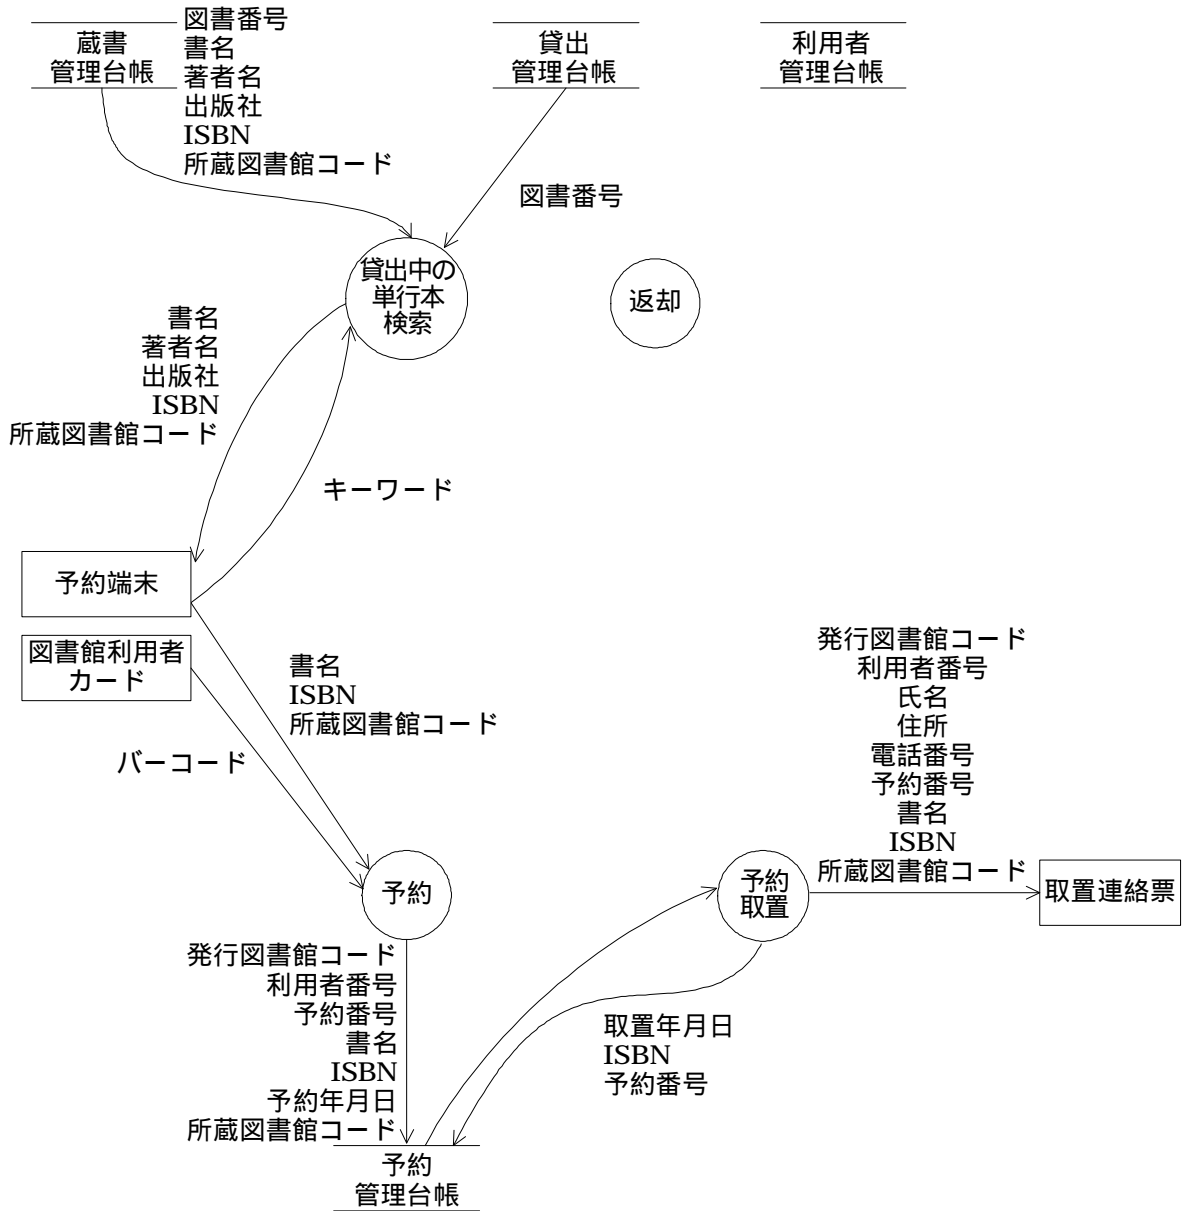 蔵書
管理台帳
図書番号
書名
著者名
出版社
ISBN
所蔵図書館コード
貸出
管理台帳
利用者
管理台帳
図書番号
貸出中の
単行本
検索
返却
書名
著者名
出版社
ISBN
所蔵図書館コード
キーワード
予約端末
図書館利用者
カード
書名
ISBN
所蔵図書館コード
バーコード
発行図書館コード
利用者番号
氏名
住所
電話番号
予約番号
書名
ISBN
所蔵図書館コード
予約
予約
取置
取置連絡票
発行図書館コード
利用者番号
予約番号
書名
ISBN
予約年月日
所蔵図書館コード
取置年月日
ISBN
予約番号
予約
管理台帳